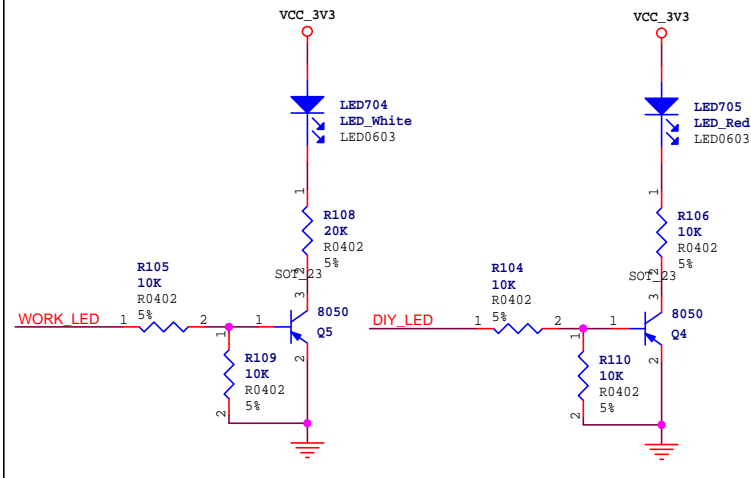 VCC_3V3
LED704
LED_White
LED0603
1
R108
20K
R0402
5%
2
SOT_23
3
8050
Q5
1
2
WORK_LED
1
R105
10K
R0402
5%
2
1
R109
10K
R0402
5%
2
VCC_3V3
LED705
LED_Red
LED0603
1
R106
10K
R0402
5%
2
SOT_23
3
8050
Q4
1
2
DIY_LED
1
R104
10K
R0402
5%
2
1
R110
10K
R0402
5%
2